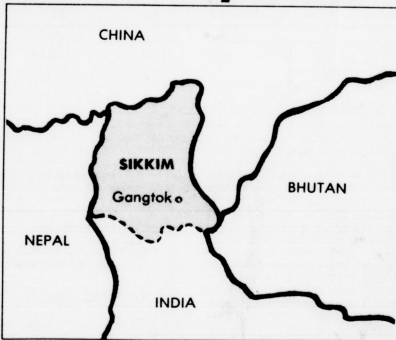 CHINA
SIKKIM
Gangtok
BHUTAN
NEPAL
INDIA